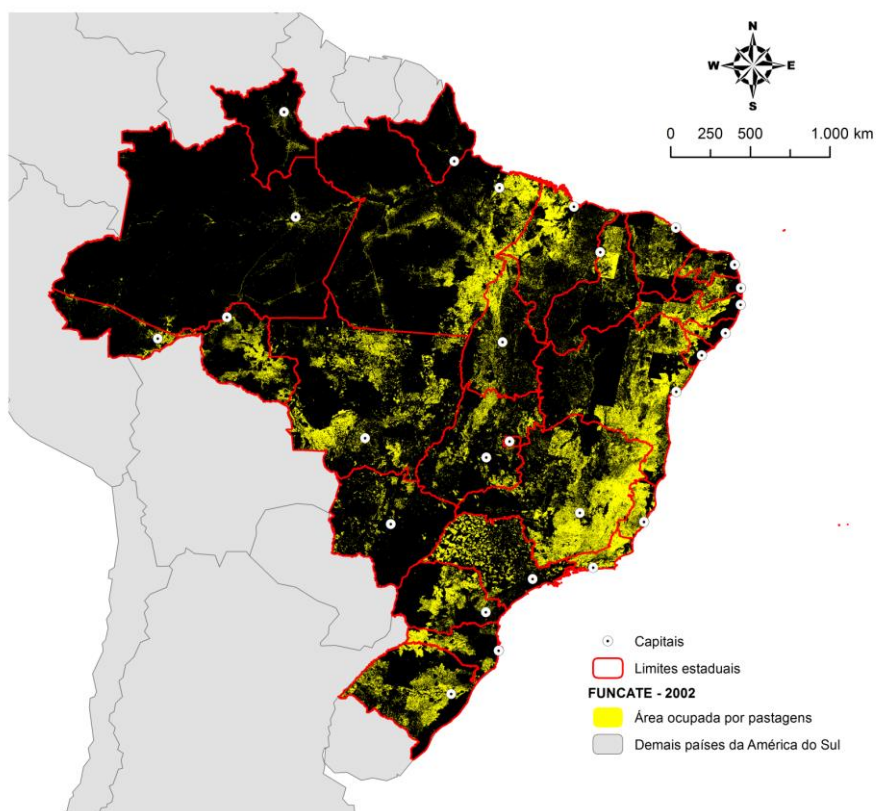 N
W E
S
0 250 500 1.000 km
Capitais
Limites estaduais
FUNCATE - 2002
Área ocupada por pastagens
Demais países da América do Sul